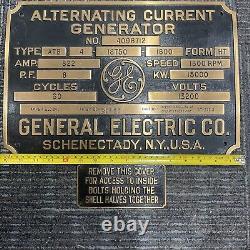 ALTERNATING CURRENT
GENERATOR
NO. 4098712
TYPE ATB 4 18750 1800 FORM HT
AMP. 822 SPEED 1800 RPM
P.F. 8 KW. 15000
CYCLES VOLTS
60 13200
GE
GENERAL ELECTRIC CO.
SCHENECTADY, N.Y., U.S.A.
REMOVE THIS COVER
FOR ACCESS TO INSIDE
BOLTS HOLDING THE
SHELL HALVES TOGETHER